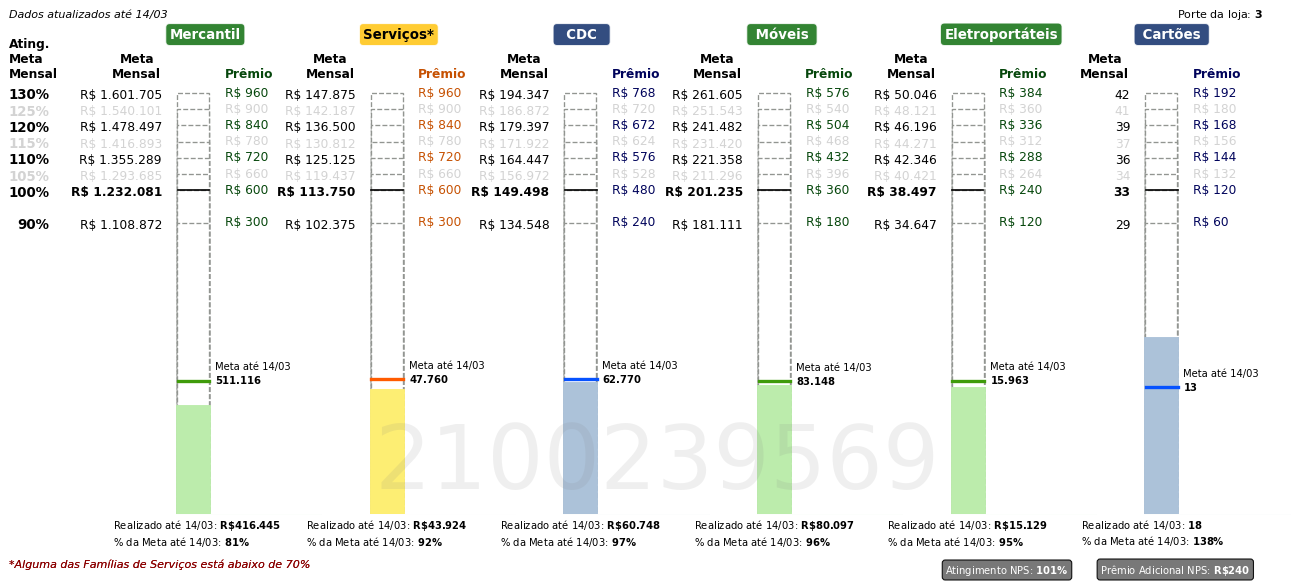 Dados atualizados até 14/03 Porte da loja: 3
Mercantil Serviços* CDC Móveis Eletroportáteis Cartões
Ating.
Meta Meta Meta Meta Meta Meta Meta
Mensal Mensal Prêmio Mensal Prêmio Mensal Prêmio Mensal Prêmio Mensal Prêmio Mensal Prêmio
130% R$ 1.601.705 R$ 960 R$ 147.875 R$ 960 R$ 194.347 R$ 768 R$ 261.605 R$ 576 R$ 50.046 R$ 384 42 R$ 192
125% R$ 1.540.101 R$ 900 R$ 142.187 R$ 900 R$ 186.872 R$ 720 R$ 251.543 R$ 540 R$ 48.121 R$ 360 41 R$ 180
120% R$ 1.478.497 R$ 840 R$ 136.500 R$ 840 R$ 179.397 R$ 672 R$ 241.482 R$ 504 R$ 46.196 R$ 336 39 R$ 168
115% R$ 1.416.893 R$ 780 R$ 130.812 R$ 780 R$ 171.922 R$ 624 R$ 231.420 R$ 468 R$ 44.271 R$ 312 37 R$ 156
110% R$ 1.355.289 R$ 720 R$ 125.125 R$ 720 R$ 164.447 R$ 576 R$ 221.358 R$ 432 R$ 42.346 R$ 288 36 R$ 144
105% R$ 1.293.685 R$ 660 R$ 119.437 R$ 660 R$ 156.972 R$ 528 R$ 211.296 R$ 396 R$ 40.421 R$ 264 34 R$ 132
100% R$ 1.232.081 R$ 600 R$ 113.750 R$ 600 R$ 149.498 R$ 480 R$ 201.235 R$ 360 R$ 38.497 R$ 240 33 R$ 120
90% R$ 1.108.872 R$ 300 R$ 102.375 R$ 300 R$ 134.548 R$ 240 R$ 181.111 R$ 180 R$ 34.647 R$ 120 29 R$ 60
Meta até 14/03 Meta até 14/03 Meta até 14/03 Meta até 14/03 Meta até 14/03 Meta até 14/03
511.116 47.760 62.770 83.148 15.963 13
2100239569
Realizado até 14/03: R$416.445 Realizado até 14/03: R$43.924 Realizado até 14/03: R$60.748 Realizado até 14/03: R$80.097 Realizado até 14/03: R$15.129 Realizado até 14/03: 18
% da Meta até 14/03: 81% % da Meta até 14/03: 92% % da Meta até 14/03: 97% % da Meta até 14/03: 96% % da Meta até 14/03: 95% % da Meta até 14/03: 138%
*Alguma das Famílias de Serviços está abaixo de 70% Atingimento NPS: 101% Prêmio Adicional NPS: R$240